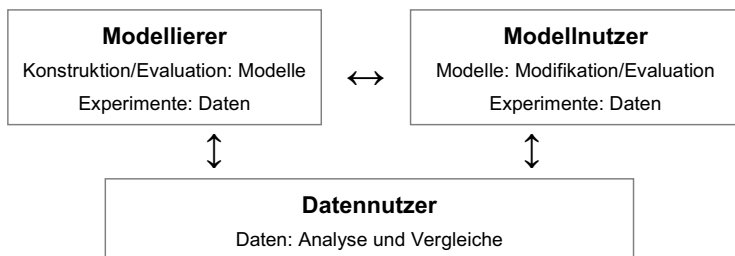 Modellierer
Konstruktion/Evaluation: Modelle
Experimente: Daten
Modellnutzer
Modelle: Modifikation/Evaluation
Experimente: Daten
Datennutzer
Daten: Analyse und Vergleiche